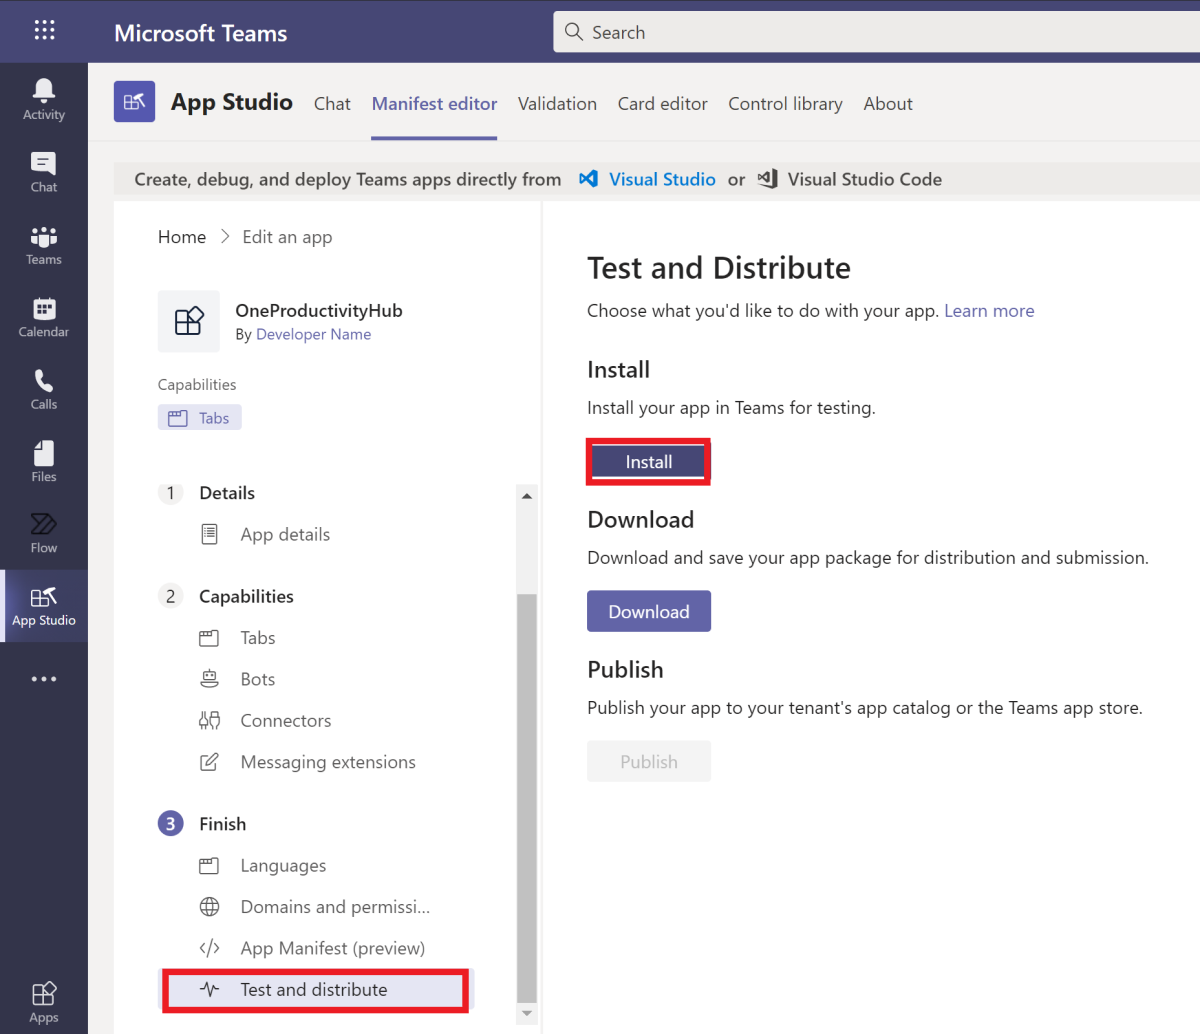 Microsoft Teams
Search
Activity
Chat
Teams
Calendar
Calls
Files
Flow
App Studio
Apps
App Studio Chat Manifest editor Validation Card editor Control library About
Create, debug, and deploy Teams apps directly from Visual Studio or Visual Studio Code
Home > Edit an app
OneProductivityHub
By Developer Name
Capabilities
Tabs
1 Details
App details
2 Capabilities
Tabs
Bots
Connectors
Messaging extensions
3 Finish
Languages
Domains and permissi...
App Manifest (preview)
Test and distribute
Test and Distribute
Choose what you'd like to do with your app. Learn more
Install
Install your app in Teams for testing.
Install
Download
Download and save your app package for distribution and submission.
Download
Publish
Publish your app to your tenant's app catalog or the Teams app store.
Publish